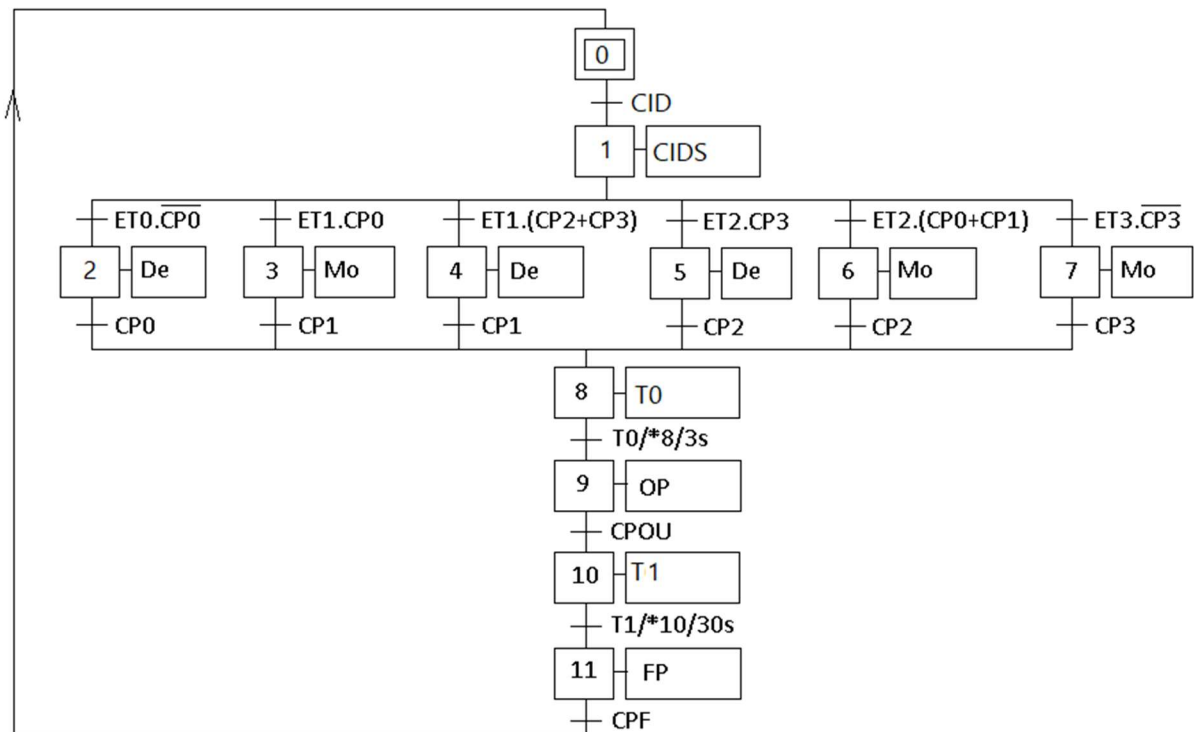 0
CID
1 CIDS
ET0.C̅P̅0̅ ET1.CP0 ET1.(CP2+CP3) ET2.CP3 ET2.(CP0+CP1) ET3.C̅P̅3̅
2 De 3 Mo 4 De 5 De 6 Mo 7 Mo
CP0 CP1 CP1 CP2 CP2 CP3
8 T0
T0/*8/3s
9 OP
CPOU
10 T1
T1/*10/30s
11 FP
CPF